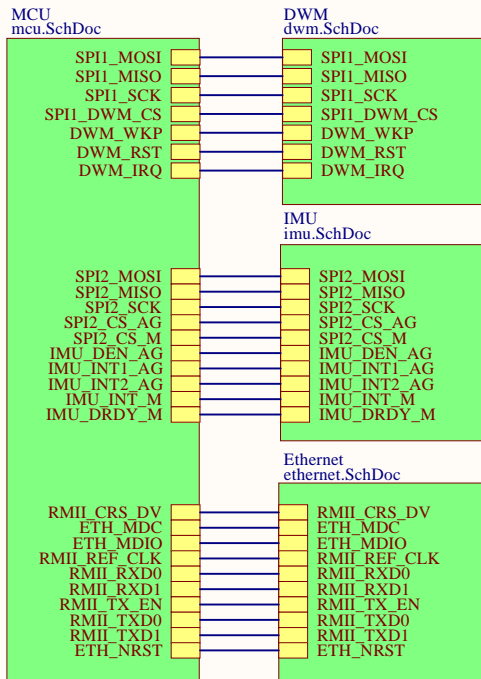 MCU
mcu.SchDoc
SPI1_MOSI
SPI1_MISO
SPI1_SCK
SPI1_DWM_CS
DWM_WKP
DWM_RST
DWM_IRQ
SPI2_MOSI
SPI2_MISO
SPI2_SCK
SPI2_CS_AG
SPI2_CS_M
IMU_DEN_AG
IMU_INT1_AG
IMU_INT2_AG
IMU_INT_M
IMU_DRDY_M
RMII_CRS_DV
ETH_MDC
ETH_MDIO
RMII_REF_CLK
RMII_RXD0
RMII_RXD1
RMII_TX_EN
RMII_TXD0
RMII_TXD1
ETH_NRST
DWM
dwm.SchDoc
SPI1_MOSI
SPI1_MISO
SPI1_SCK
SPI1_DWM_CS
DWM_WKP
DWM_RST
DWM_IRQ
IMU
imu.SchDoc
SPI2_MOSI
SPI2_MISO
SPI2_SCK
SPI2_CS_AG
SPI2_CS_M
IMU_DEN_AG
IMU_INT1_AG
IMU_INT2_AG
IMU_INT_M
IMU_DRDY_M
Ethernet
ethernet.SchDoc
RMII_CRS_DV
ETH_MDC
ETH_MDIO
RMII_REF_CLK
RMII_RXD0
RMII_RXD1
RMII_TX_EN
RMII_TXD0
RMII_TXD1
ETH_NRST